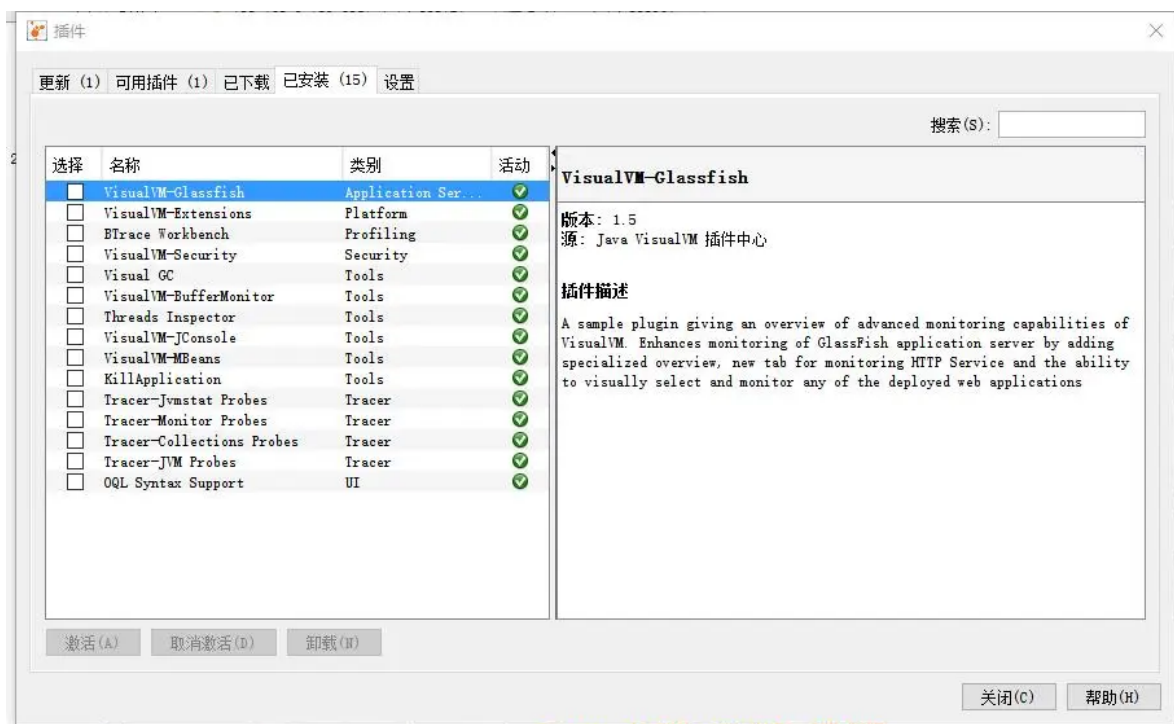 插件
更新 (1) 可用插件 (1) 已下载 已安装 (15) 设置
搜索(S):
选择 名称 类别 活动
VisualVM-Glassfish Application Ser...
VisualVM-Extensions Platform
BTrace Workbench Profiling
VisualVM-Security Security
Visual GC Tools
VisualVM-BufferMonitor Tools
Threads Inspector Tools
VisualVM-JConsole Tools
VisualVM-MBeans Tools
KillApplication Tools
Tracer-Jvmstat Probes Tracer
Tracer-Monitor Probes Tracer
Tracer-Collections Probes Tracer
Tracer-JVM Probes Tracer
OQL Syntax Support UI
VisualVM-Glassfish
版本: 1.5
源: Java VisualVM 插件中心
插件描述
A sample plugin giving an overview of advanced monitoring capabilities of
VisualVM. Enhances monitoring of GlassFish application server by adding
specialized overview, new tab for monitoring HTTP Service and the ability
to visually select and monitor any of the deployed web applications
激活(A) 取消激活(D) 卸载(N)
关闭(C) 帮助(H)